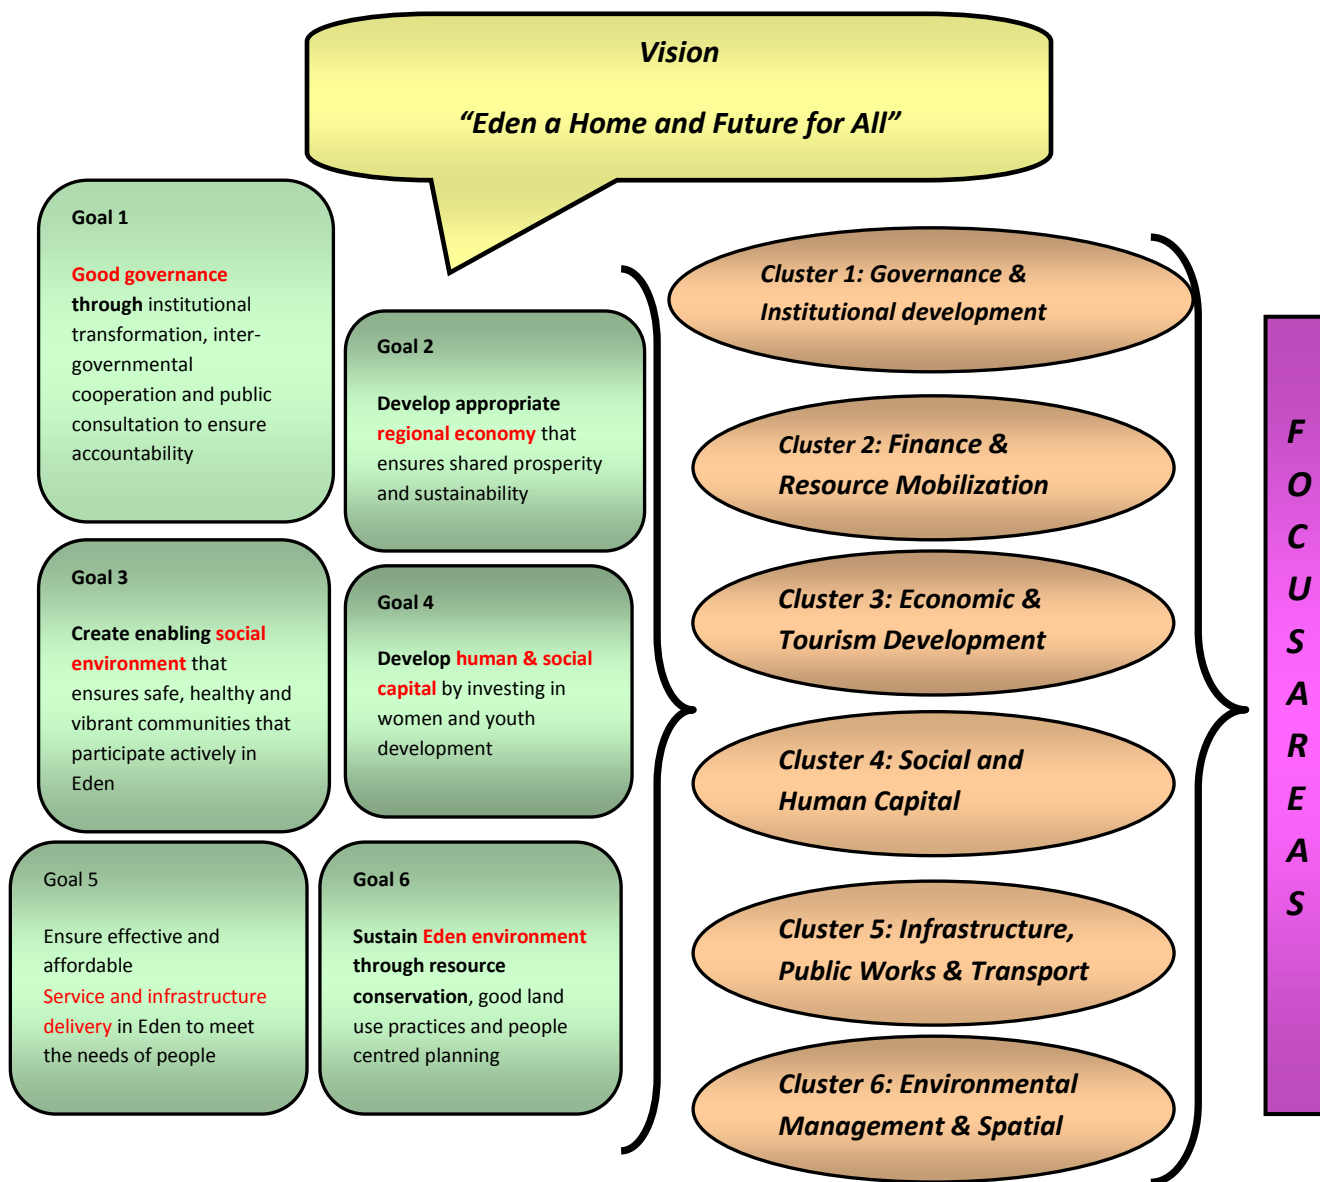 Vision
“Eden a Home and Future for All”
Goal 1
Good governance
through institutional
transformation, inter-
governmental
cooperation and public
consultation to ensure
accountability
Goal 2
Develop appropriate
regional economy that
ensures shared prosperity
and sustainability
Goal 3
Create enabling social
environment that
ensures safe, healthy and
vibrant communities that
participate actively in
Eden
Goal 4
Develop human & social
capital by investing in
women and youth
development
Goal 5
Ensure effective and
affordable
Service and infrastructure
delivery in Eden to meet
the needs of people
Goal 6
Sustain Eden environment
through resource
conservation, good land
use practices and people
centred planning
Cluster 1: Governance &
Institutional development
Cluster 2: Finance &
Resource Mobilization
Cluster 3: Economic &
Tourism Development
Cluster 4: Social and
Human Capital
Cluster 5: Infrastructure,
Public Works & Transport
Cluster 6: Environmental
Management & Spatial
F
O
C
U
S
A
R
E
A
S